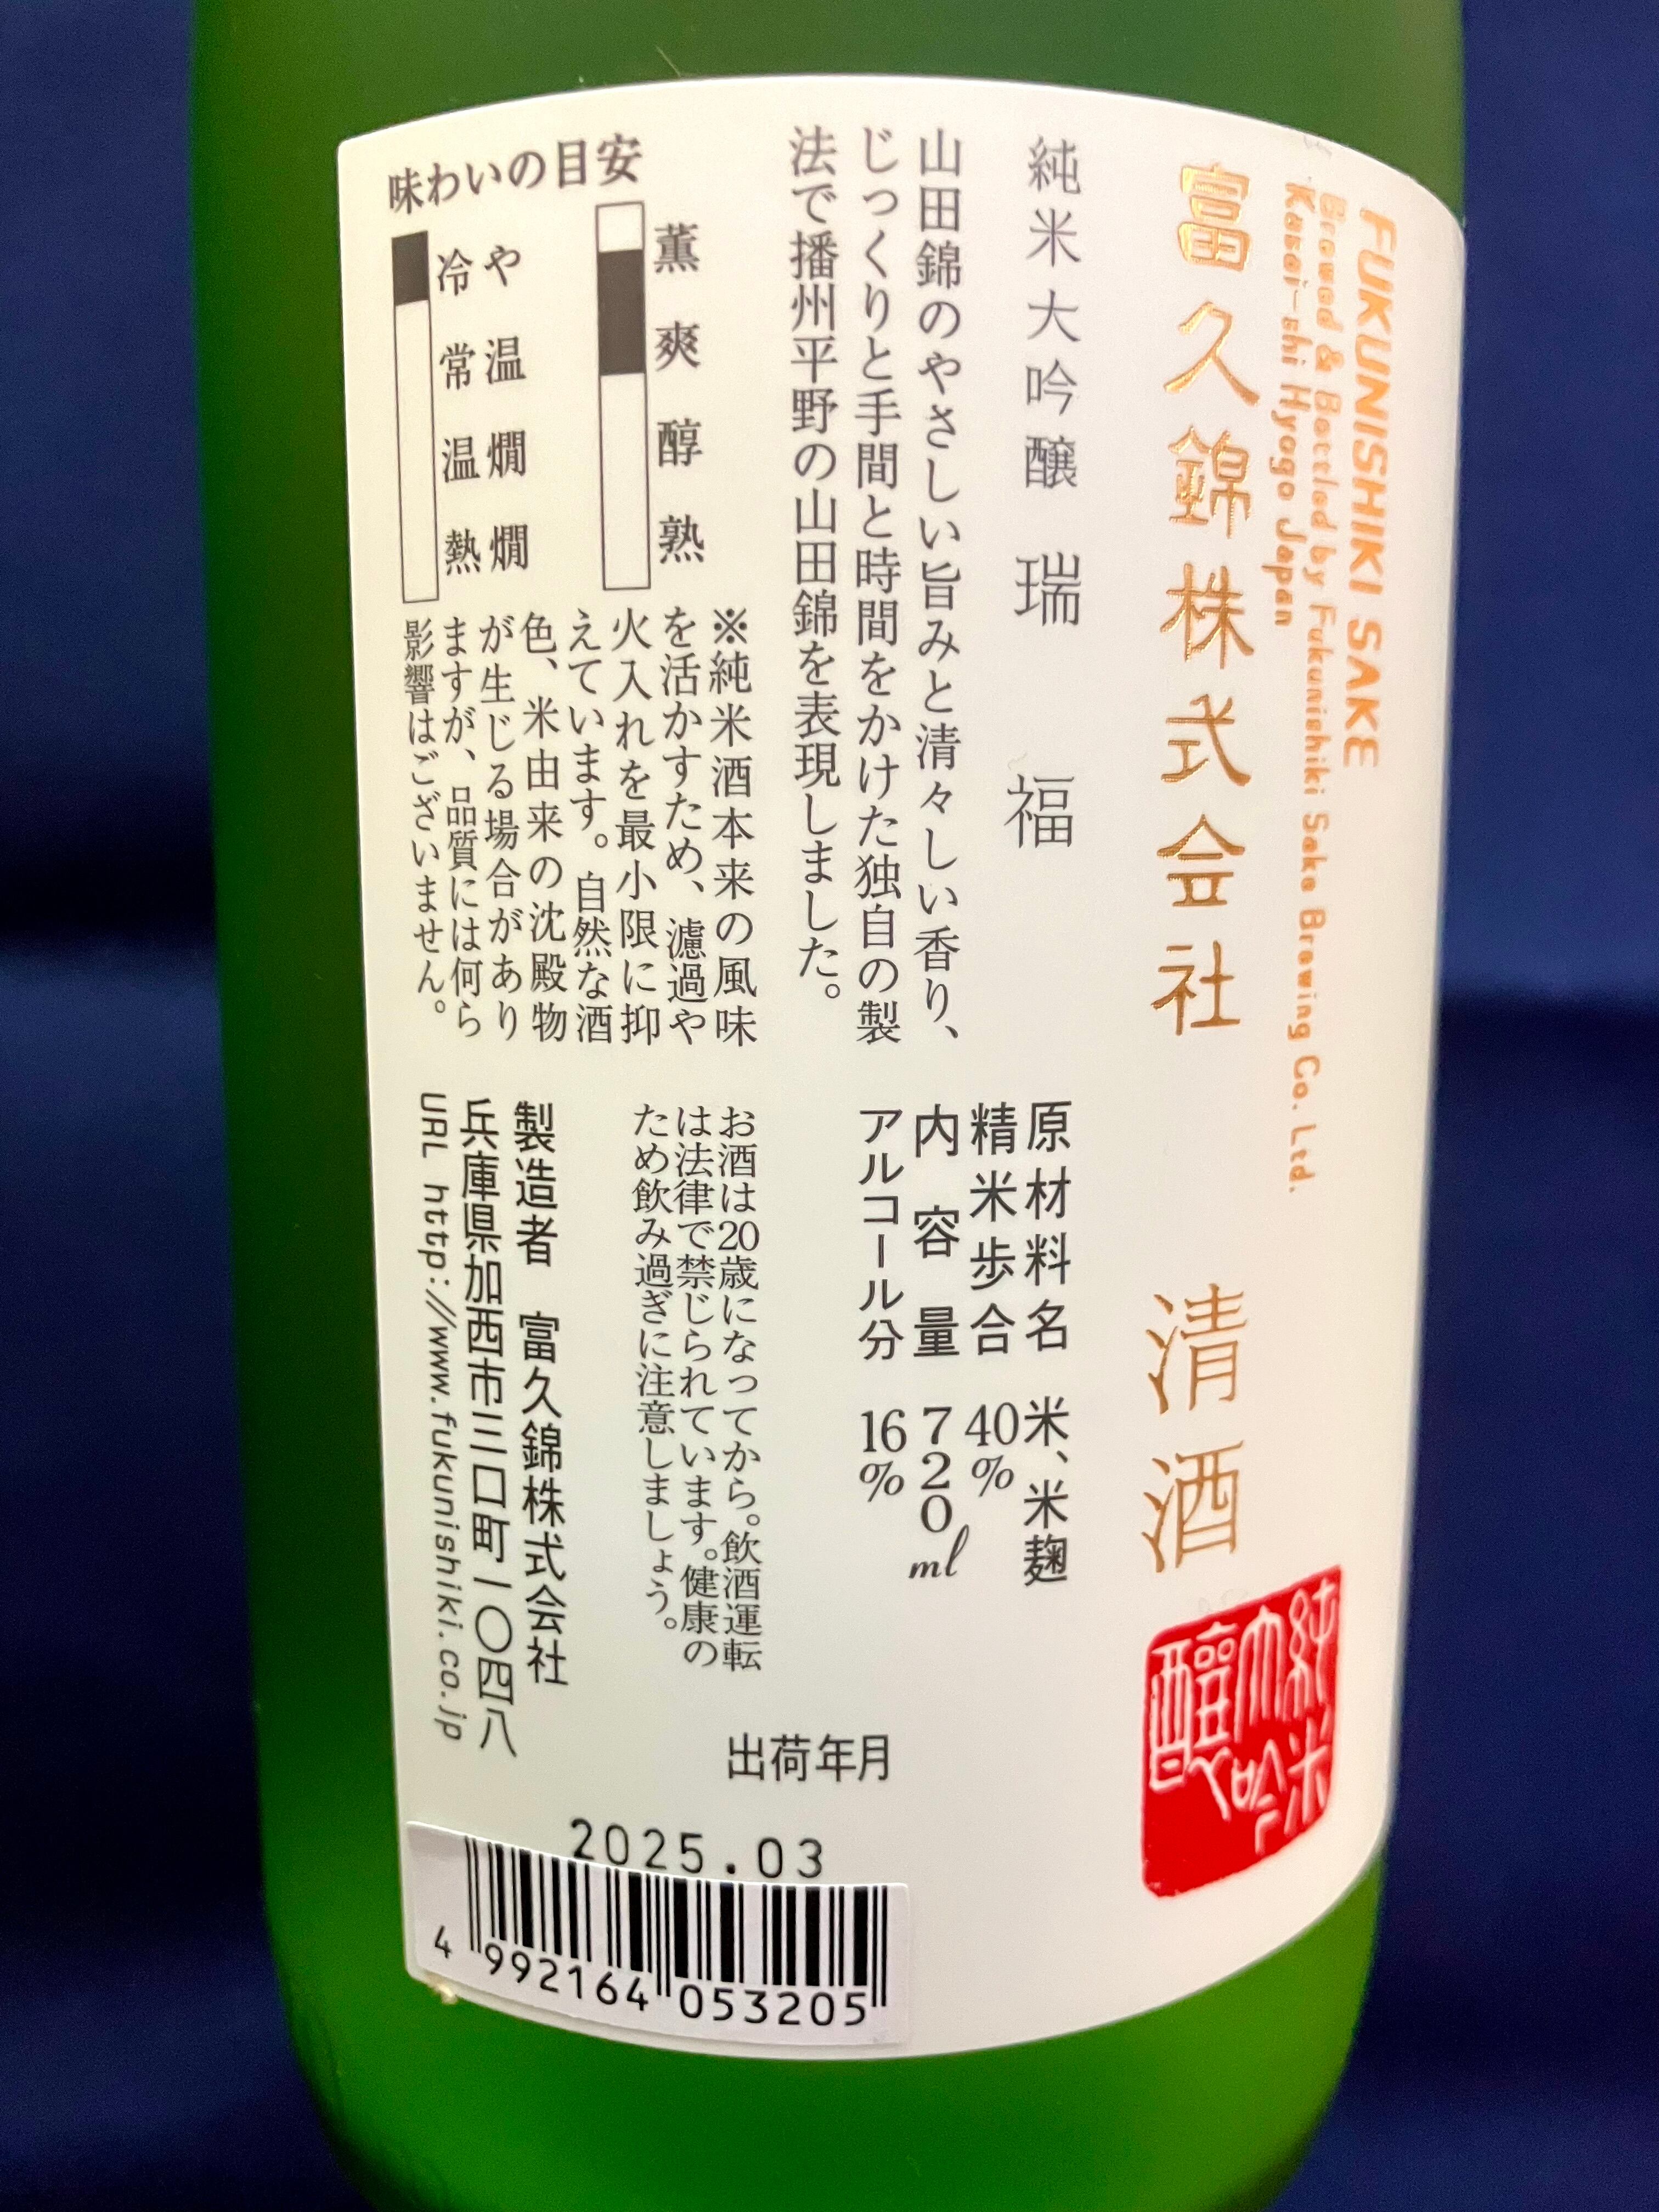 FUKUNISHIKI SAKE
Brewed & Bottled by Fukunishiki Sake Brewing Co. Ltd.
Kasai-shi Hyogo Japan
富久錦株式会社 清酒
純米
大吟
醸
純米大吟醸 瑞福
山田錦のやさしい旨みと清々しい香り、
じっくりと手間と時間をかけた独自の製
法で播州平野の山田錦を表現しました。
原材料名 米、米麹
精米歩合 40%
内容量 720ml
アルコール分 16%
味わいの目安
薫 爽 醇 熟
冷や 常温 温燗 熱燗
※純米酒本来の風味
を活かすため、濾過や
火入れを最小限に抑
えています。自然な酒
色、米由来の沈殿物
が生じる場合があり
ますが、品質には何ら
影響はございません。
お酒は20歳になってから。飲酒運転
は法律で禁じられています。健康の
ため飲み過ぎに注意しましょう。
製造者 富久錦株式会社
兵庫県加西市三口町一〇四八
URL http://www.fukunishiki.co.jp
出荷年月
2025.03
4 992164 053205